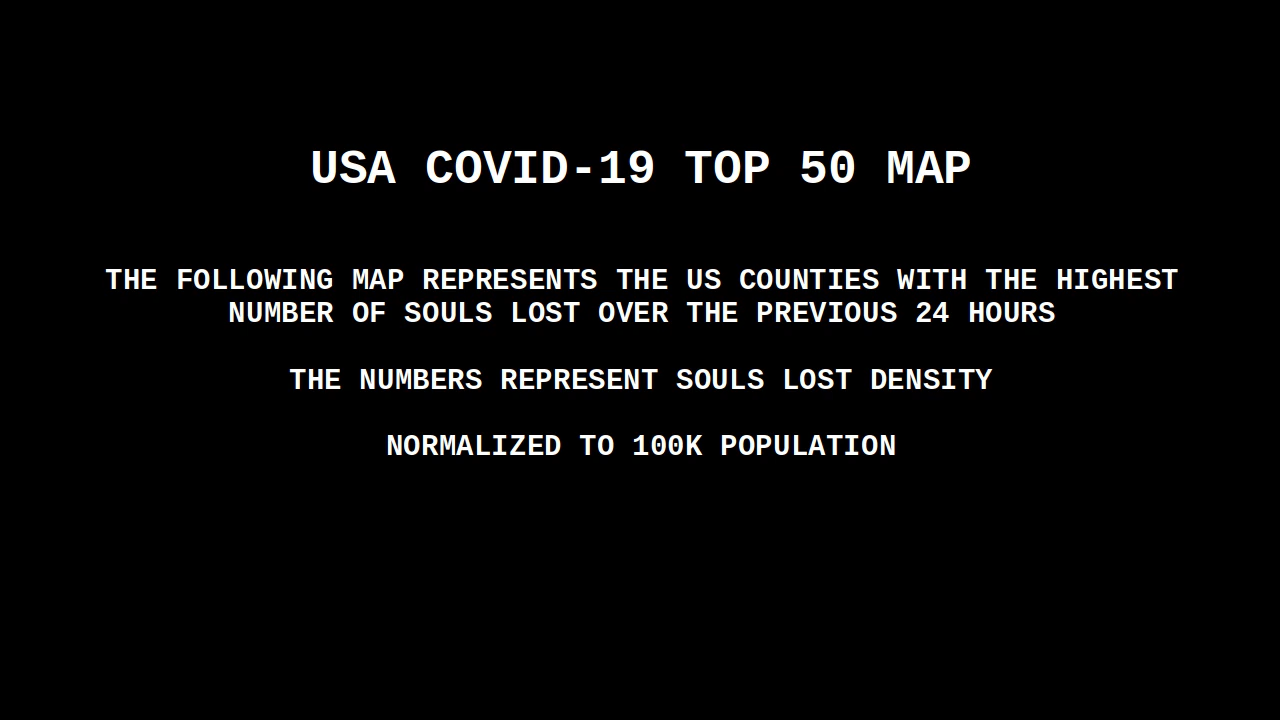 USA COVID-19 TOP 50 MAP
THE FOLLOWING MAP REPRESENTS THE US COUNTIES WITH THE HIGHEST
NUMBER OF SOULS LOST OVER THE PREVIOUS 24 HOURS
THE NUMBERS REPRESENT SOULS LOST DENSITY
NORMALIZED TO 100K POPULATION